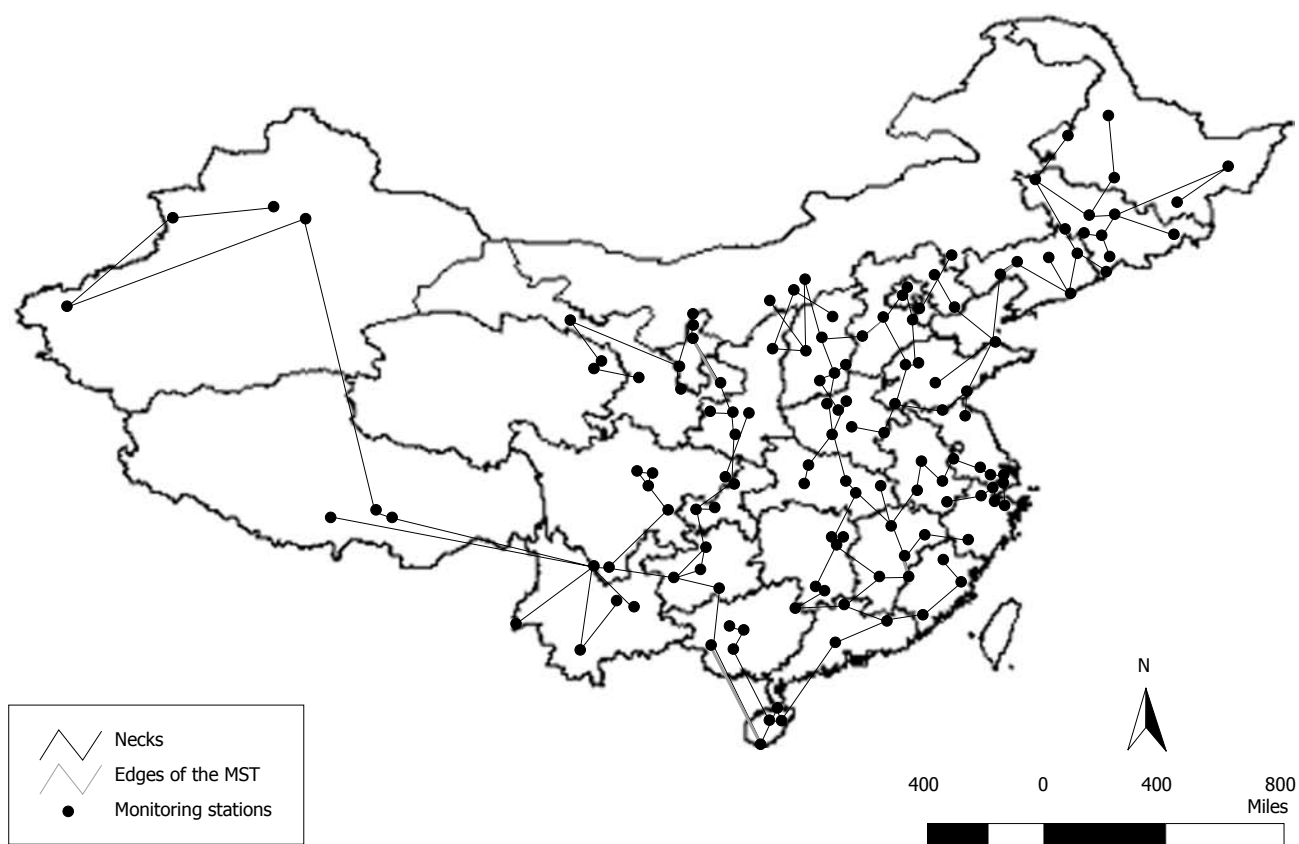 N
Necks
Edges of the MST
Monitoring stations
400 0 400 800
Miles